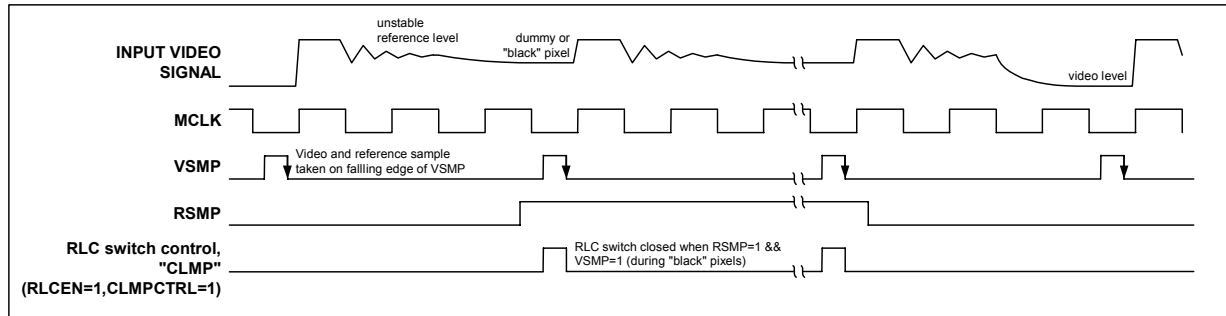 unstable
reference level
dummy or
"black" pixel
INPUT VIDEO
SIGNAL
video level
MCLK
VSMP
Video and reference sample
taken on fallling edge of VSMP
RSMP
RLC switch control,
"CLMP"
(RLCEN=1,CLMPCTRL=1)
RLC switch closed when RSMP=1 &&
VSMP=1 (during "black" pixels)